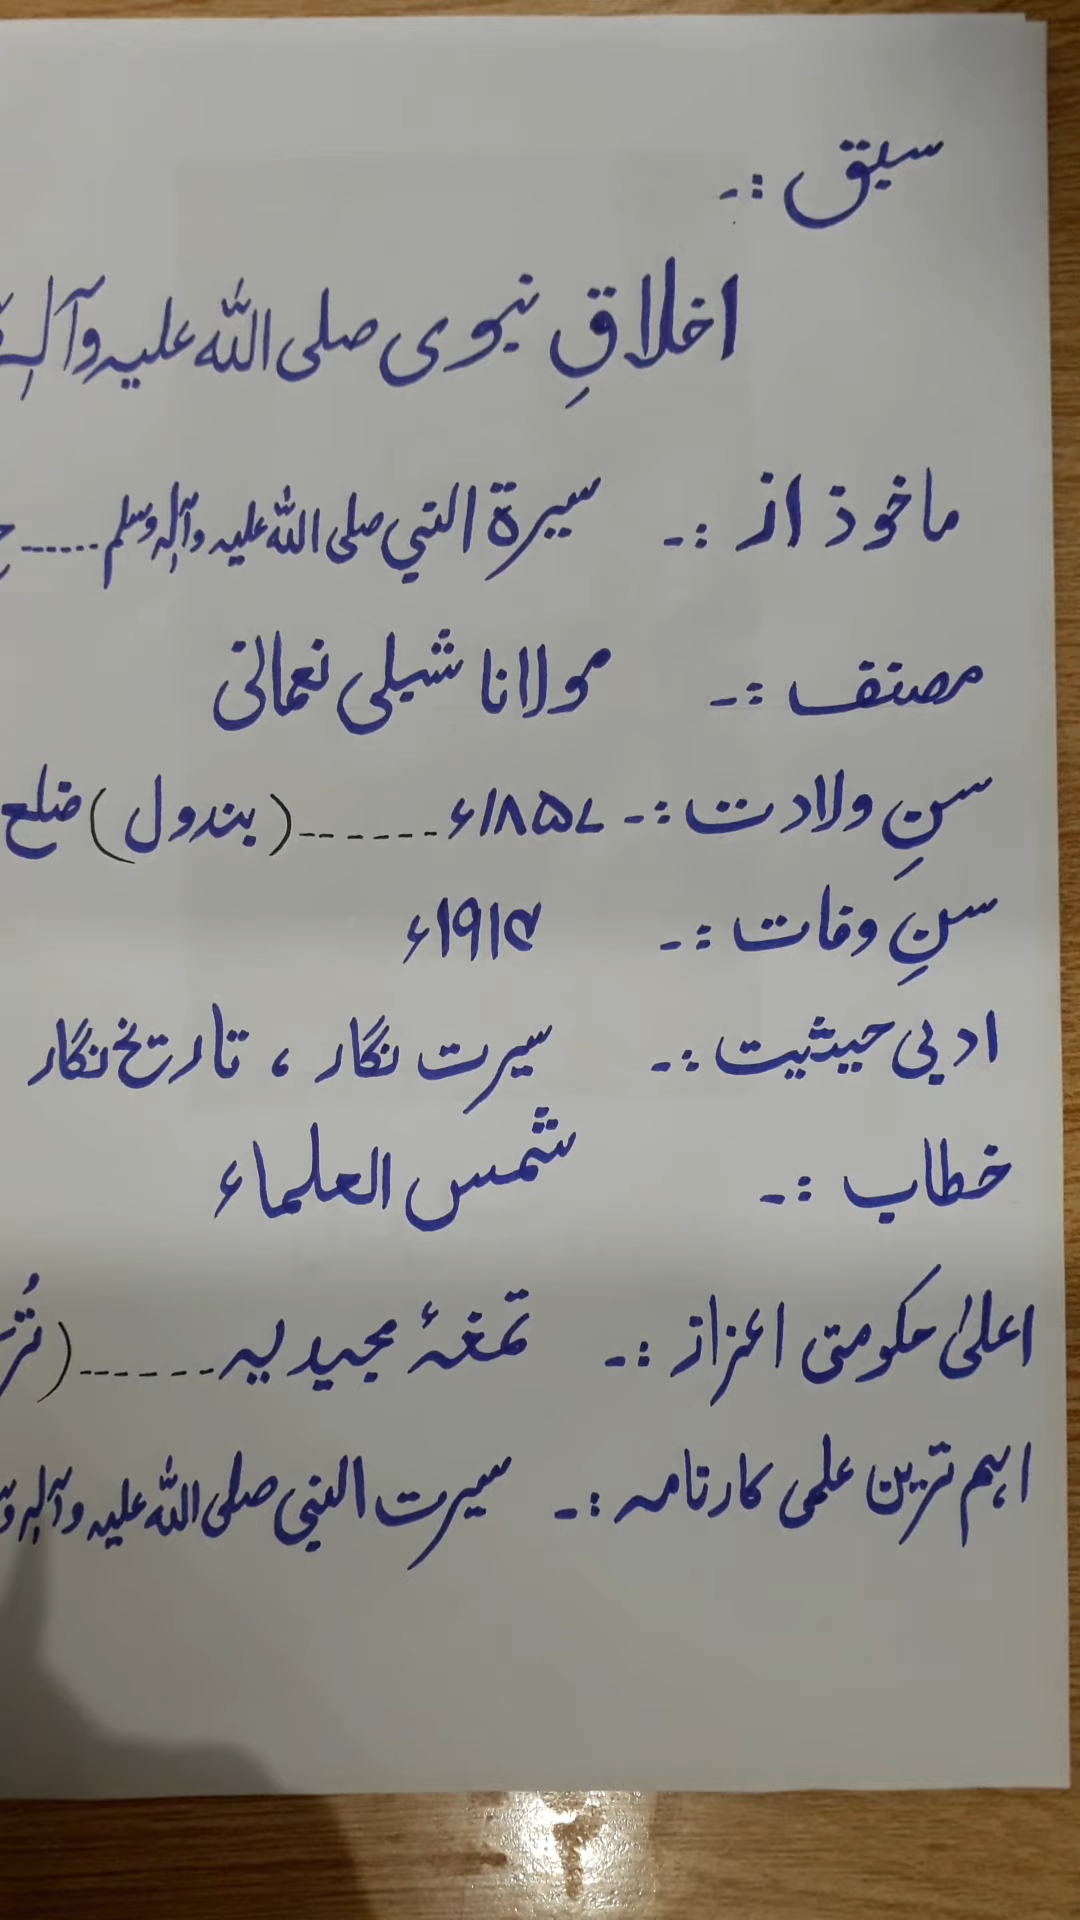 سبق :۔
اخلاقِ نبوی صلی اللہ علیہ وآلہٖ
ماخوذ از :۔ سیرۃ النبی صلی اللہ علیہ وآلہٖ وسلم ......
مصنف :۔ مولانا شبلی نعمانی
سنِ ولادت :۔ ۱۸۵۷ء ------ (بندول) ضلع
سنِ وفات :۔ ۱۹۱۴ء
ادبی حیثیت :۔ سیرت نگار ، تاریخ نگار
خطاب :۔ شمس العلماء
اعلیٰ حکومتی اعزاز :۔ تمغۂ مجیدیہ ------ (
اہم ترین علمی کارنامہ :۔ سیرت النبی صلی اللہ علیہ وآلہٖ